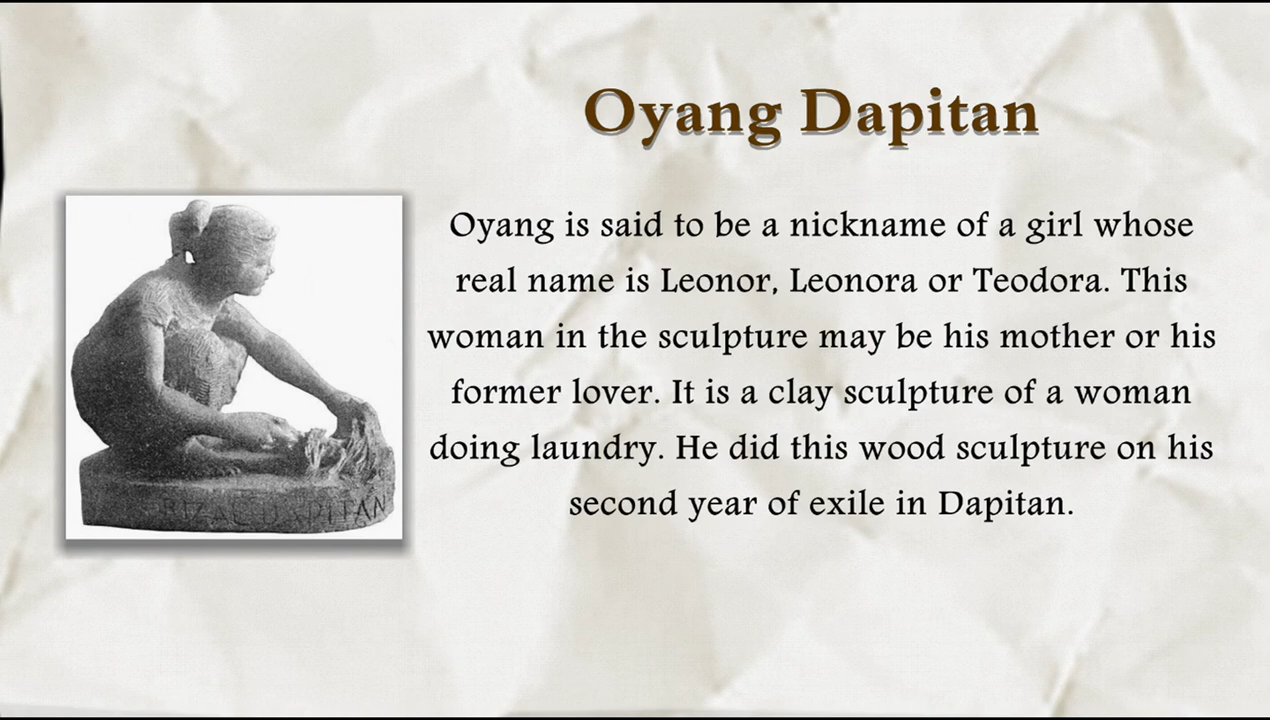 Oyang Dapitan
Oyang is said to be a nickname of a girl whose
real name is Leonor, Leonora or Teodora. This
woman in the sculpture may be his mother or his
former lover. It is a clay sculpture of a woman
doing laundry. He did this wood sculpture on his
second year of exile in Dapitan.
RIZAL DAPITAN